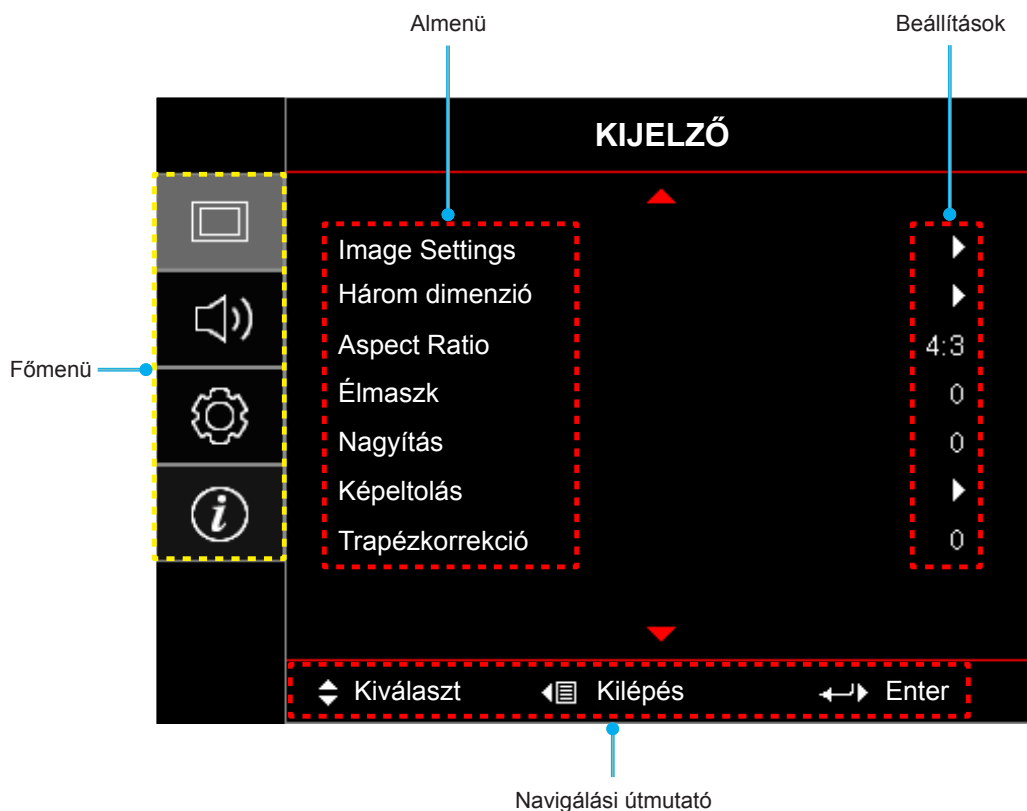 Almenü
Beállítások
KIJELZŐ
Image Settings
Három dimenzió
Aspect Ratio 4:3
Főmenü
Élmaszk 0
Nagyítás 0
Képeltolás
Trapézkorrekció 0
Kiválaszt Kilépés Enter
Navigálási útmutató